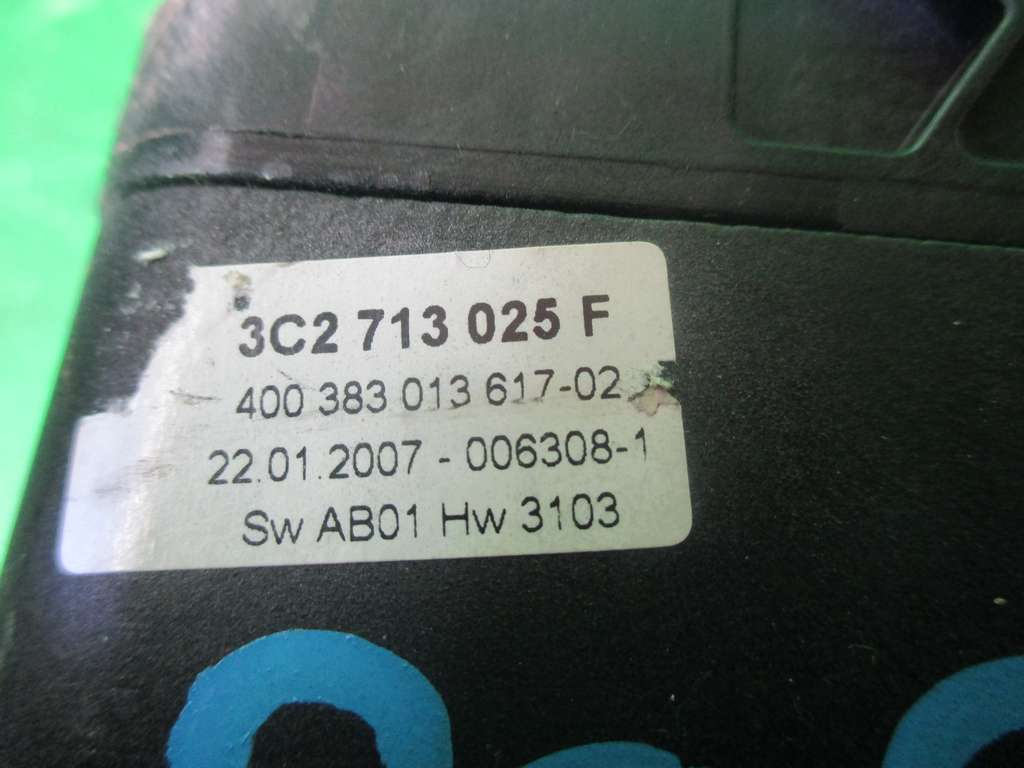 3C2 713 025 F
400 383 013 617-02
22.01.2007 - 006308-1
Sw AB01 Hw 3103